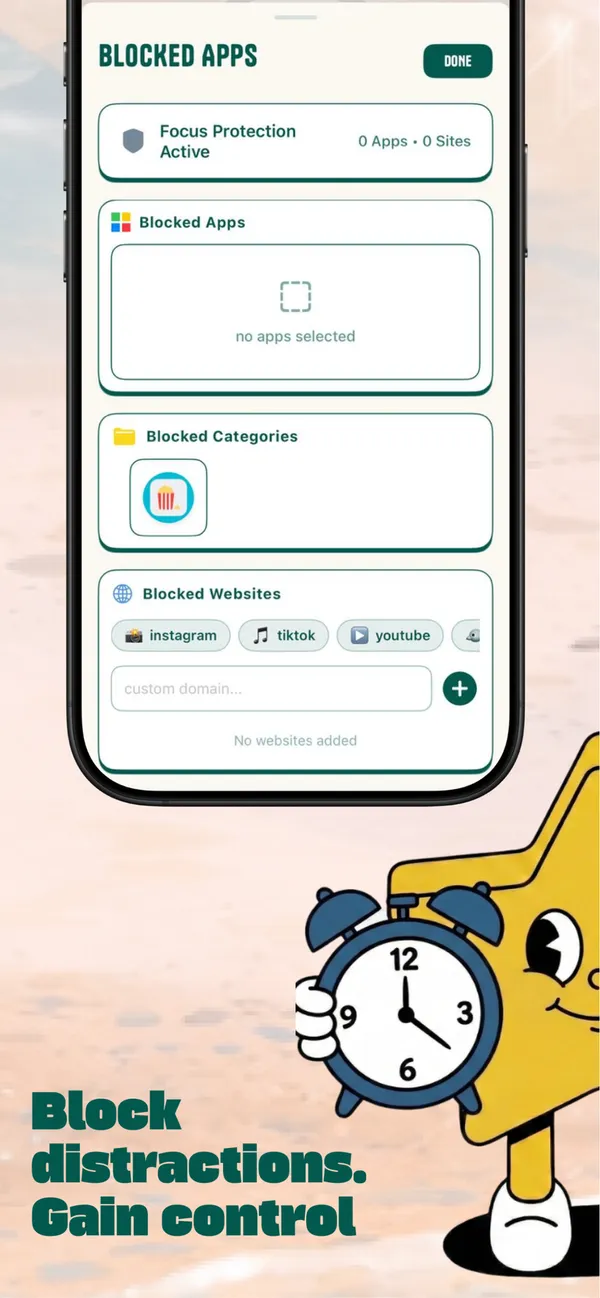 BLOCKED APPS
DONE
Focus Protection
Active
0 Apps • 0 Sites
Blocked Apps
no apps selected
Blocked Categories
Blocked Websites
instagram
tiktok
youtube
custom domain...
No websites added
12
9
3
6
Block
distractions.
Gain control